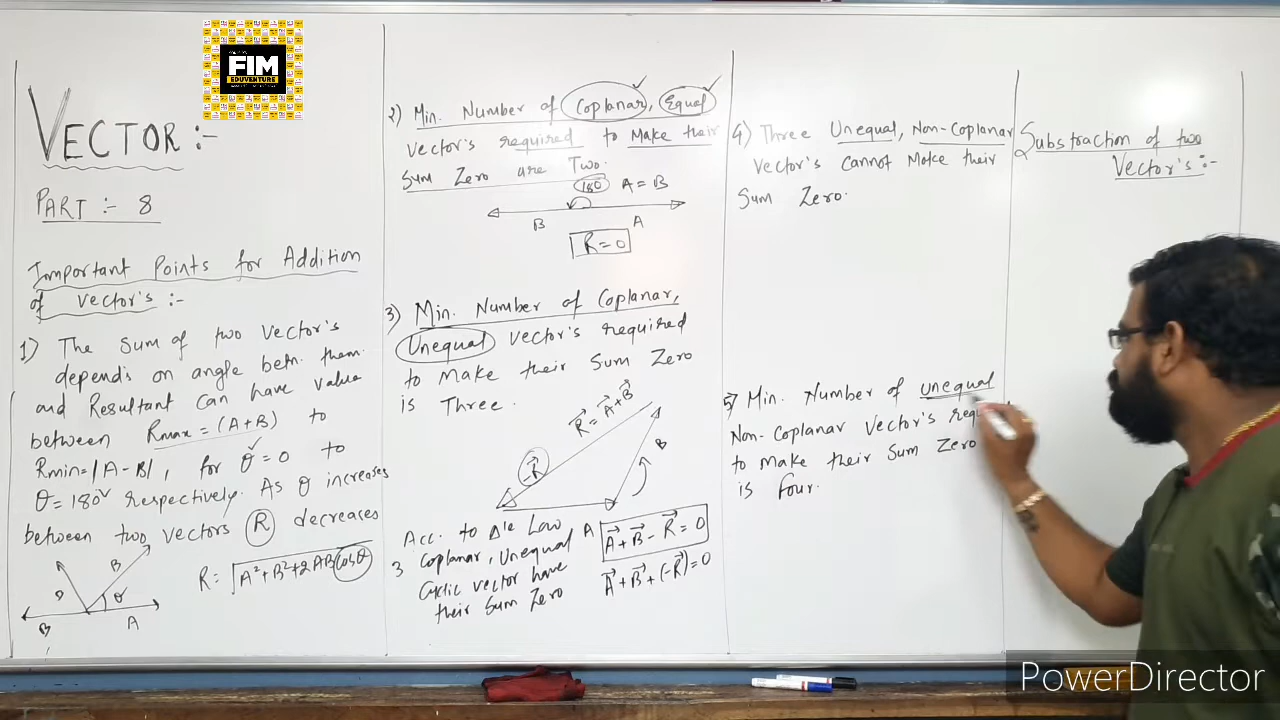 FIM
EDUVENTURE
VECTOR :-
PART :- 8
Important Points for Addition
of Vector's :-
1) The Sum of two Vector's
depends on angle betn. them
and Resultant Can have value
between Rmax = (A+B) to
Rmin = |A-B|, for θ = 0 to
θ = 180° respectively. As θ increases
between two vectors R decreases
R = √A²+B²+2AB cosθ
B
B
θ
A
B
2) Min. Number of Coplanar, Equal
Vector's required to Make their
Sum Zero are Two.
180 A = B
B A
R = 0
3) Min. Number of Coplanar,
Unequal Vector's required
to Make their Sum Zero
is Three.
R⃗ = A⃗+B⃗
-R⃗
B
A
Acc. to Δ'le Law
3 Coplanar, Unequal
Cyclic vector have
their Sum Zero
A⃗+B⃗-R⃗ = 0
A⃗+B⃗+(-R⃗) = 0
4) Three Unequal, Non-Coplanar
Vector's Cannot Make their
Sum Zero.
5) Min. Number of unequal
Non-Coplanar Vector's
to Make their Sum Zero
is four.
Substraction of two
Vector's :-
PowerDirector